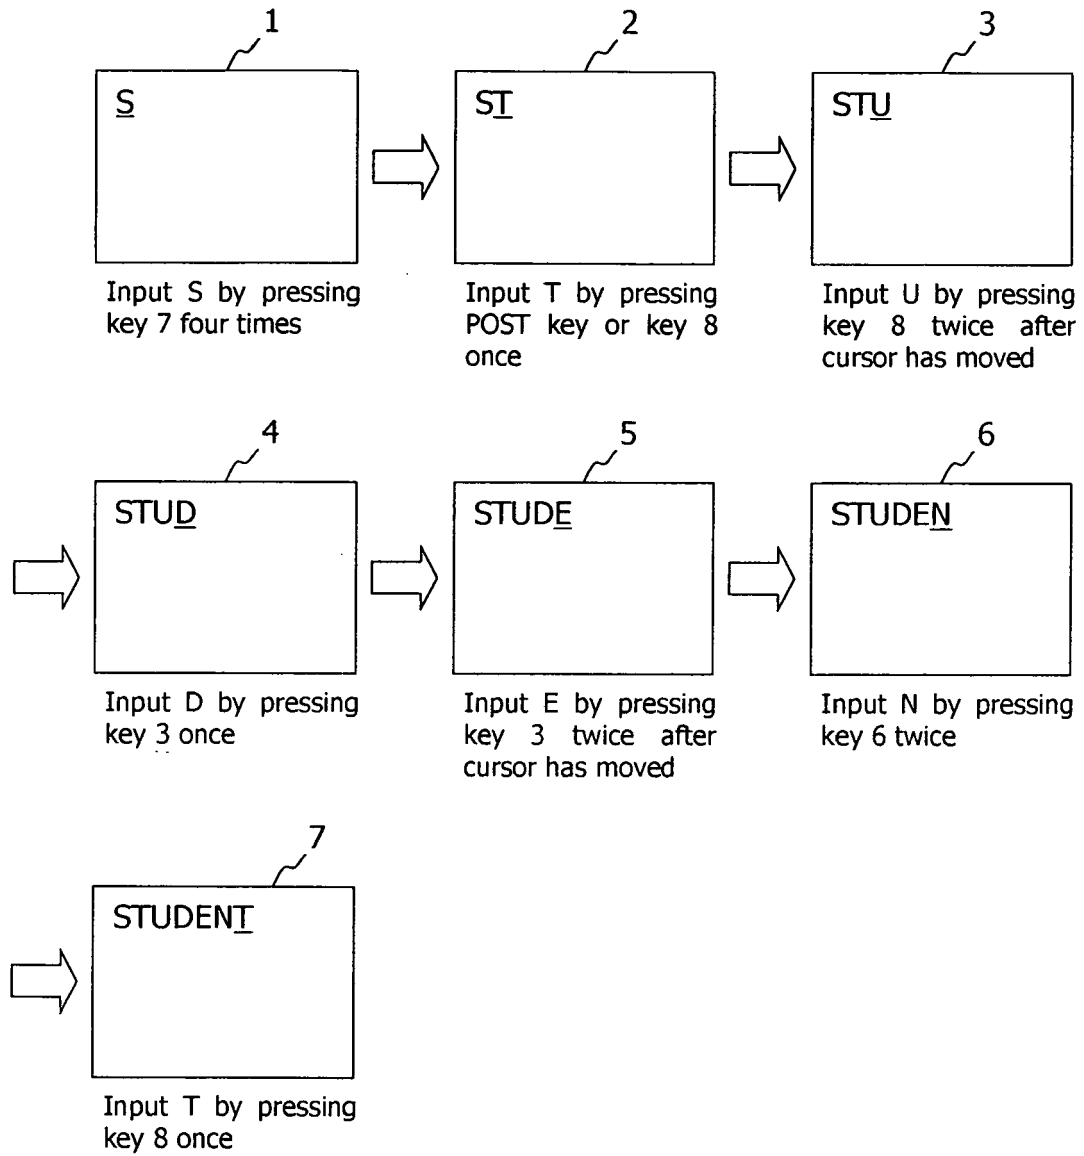 1
2
3
S
ST
STU
Input S by pressing
key 7 four times
Input T by pressing
POST key or key 8
once
Input U by pressing
key 8 twice after
cursor has moved
4
5
6
STUD
STUDE
STUDEN
Input D by pressing
key 3 once
Input E by pressing
key 3 twice after
cursor has moved
Input N by pressing
key 6 twice
7
STUDENT
Input T by pressing
key 8 once